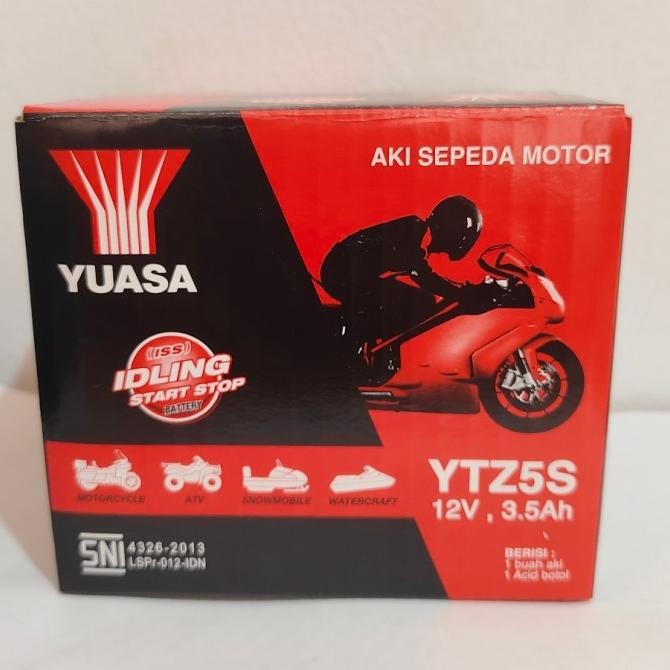 AKI SEPEDA MOTOR
YUASA
((ISS))
IDLING
START STOP
BATTERY
MOTORCYCLE
ATV
SNOWMOBILE
WATERCRAFT
YTZ5S
12V , 3.5Ah
SNI
4326-2013
LSPr-012-IDN
BERISI :
1 buah aki
1 Acid botol